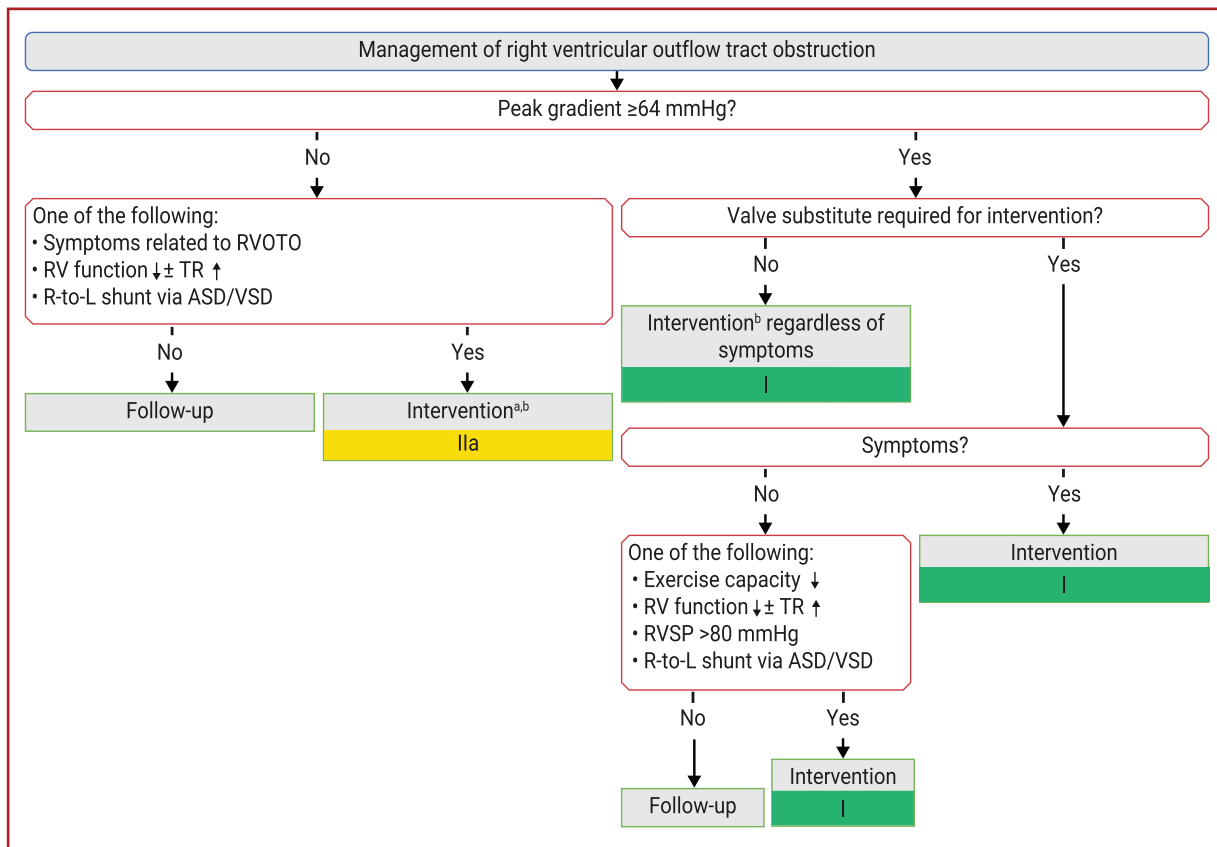 Management of right ventricular outflow tract obstruction
Peak gradient ≥64 mmHg?
No
Yes
One of the following:
• Symptoms related to RVOTO
• RV function ↓± TR ↑
• R-to-L shunt via ASD/VSD
Valve substitute required for intervention?
No
Yes
No
Yes
Intervention^b regardless of
symptoms
I
Follow-up
Intervention^a,b
IIa
Symptoms?
No
Yes
One of the following:
• Exercise capacity ↓
• RV function ↓± TR ↑
• RVSP >80 mmHg
• R-to-L shunt via ASD/VSD
Intervention
I
No
Yes
Follow-up
Intervention
I